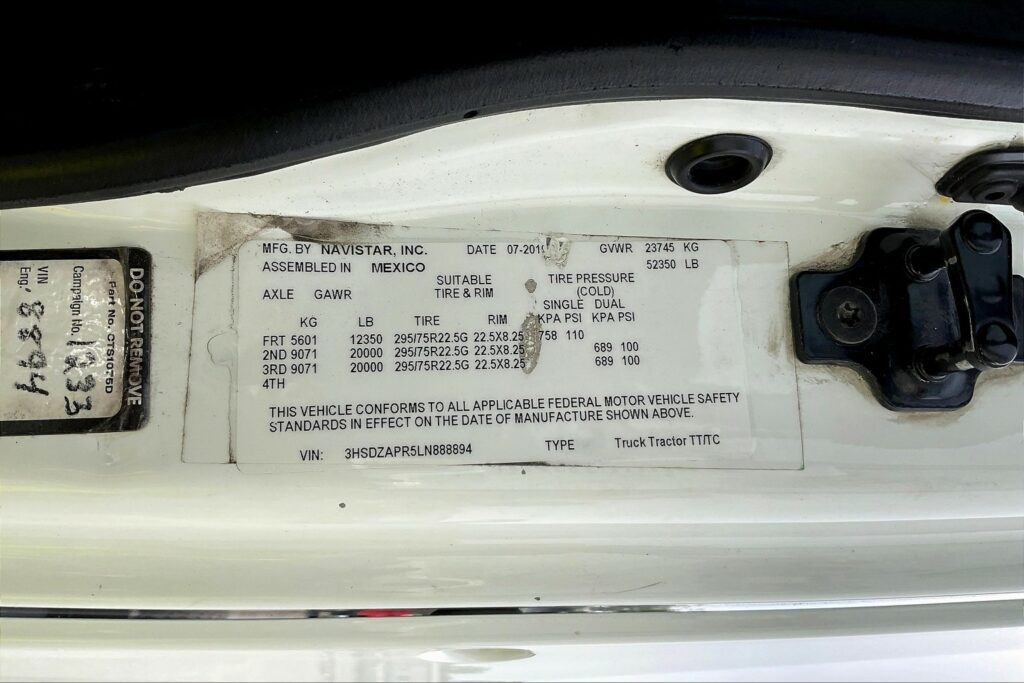 MFG. BY NAVISTAR, INC. DATE 07-201 GVWR 23745 KG
52350 LB
ASSEMBLED IN MEXICO
SUITABLE TIRE PRESSURE
AXLE GAWR TIRE & RIM (COLD)
SINGLE DUAL
KG LB TIRE RIM KPA PSI KPA PSI
FRT 5601 12350 295/75R22.5G 22.5X8.25 758 110
2ND 9071 20000 295/75R22.5G 22.5X8.25 689 100
3RD 9071 20000 295/75R22.5G 22.5X8.25 689 100
4TH
THIS VEHICLE CONFORMS TO ALL APPLICABLE FEDERAL MOTOR VEHICLE SAFETY
STANDARDS IN EFFECT ON THE DATE OF MANUFACTURE SHOWN ABOVE.
VIN: 3HSDZAPR5LN888894 TYPE Truck Tractor TT/TC
DO NOT REMOVE
Part No. CTS1075D
Campaign No.
VIN 8894
Eng.